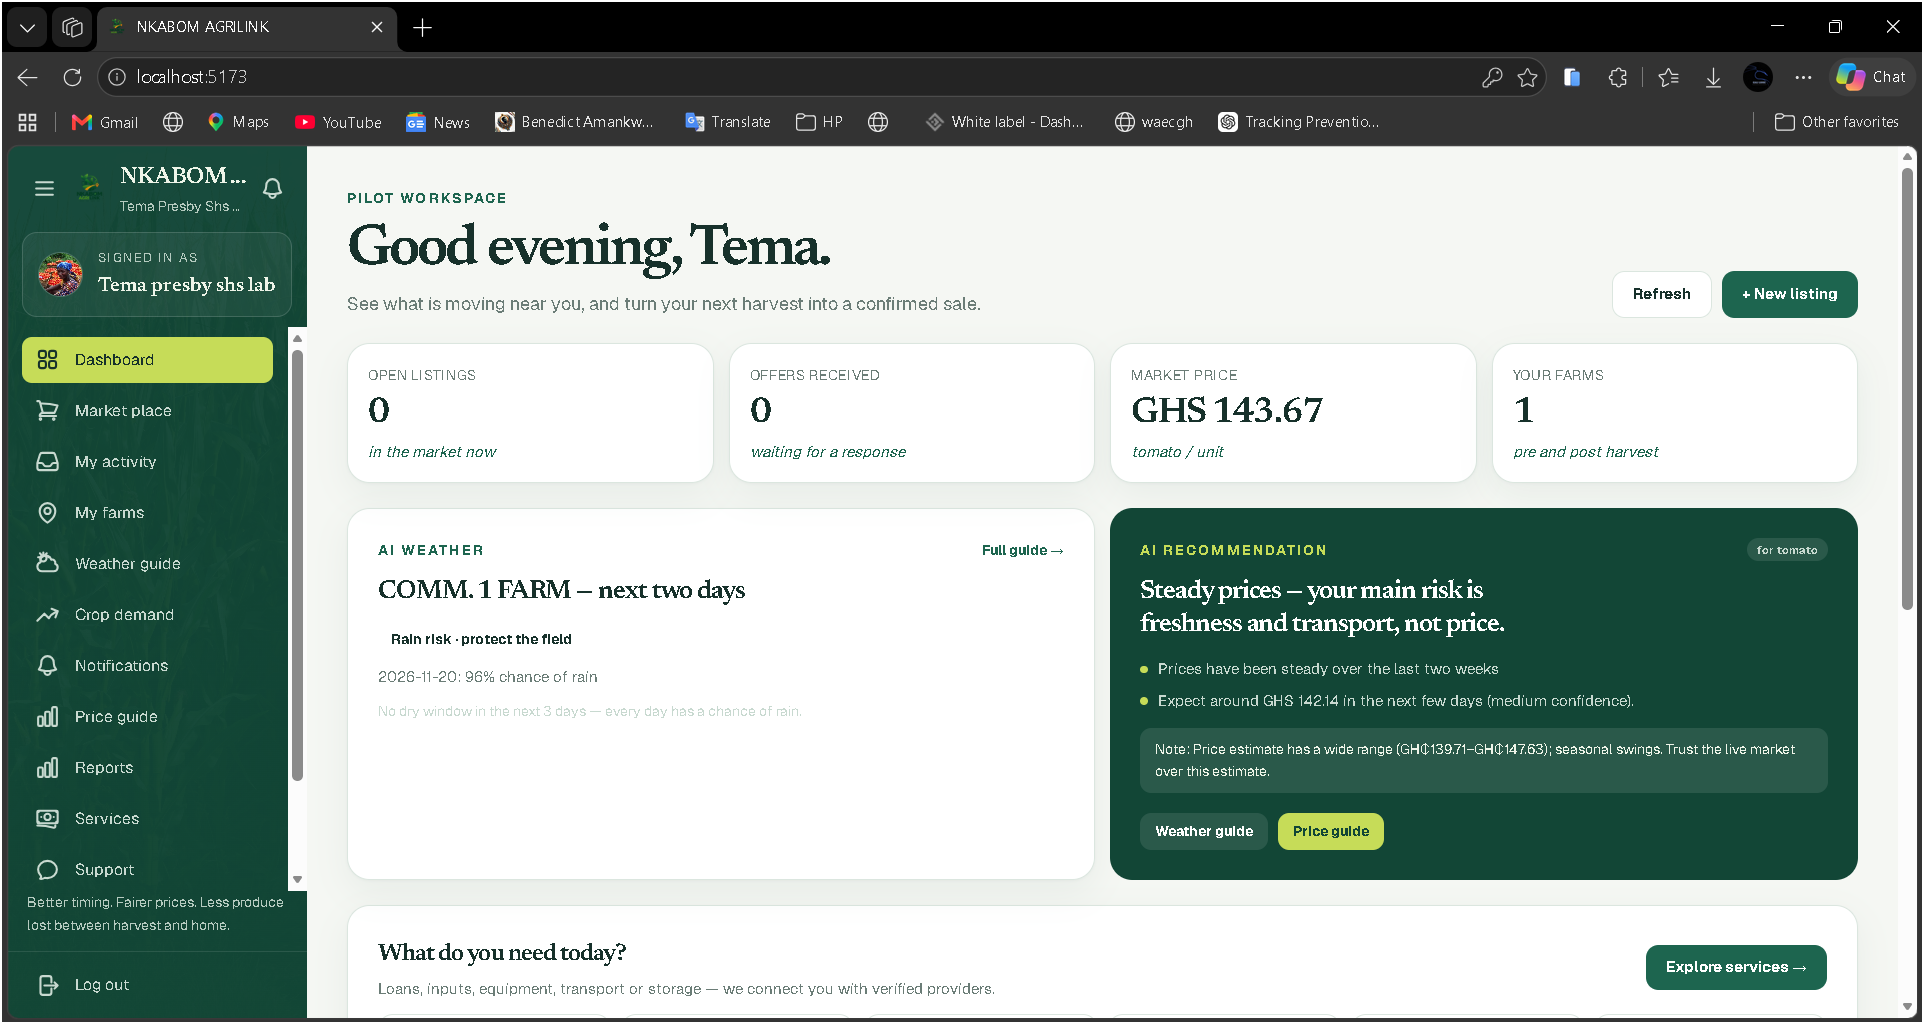 NKABOM AGRILINK
localhost:5173
Chat
Gmail
Maps
YouTube
News
Benedict Amankw...
Translate
HP
White label - Dash...
waecgh
Tracking Preventio...
Other favorites
NKABOM...
Tema Presby Shs ...
SIGNED IN AS
Tema presby shs lab
Dashboard
Market place
My activity
My farms
Weather guide
Crop demand
Notifications
Price guide
Reports
Services
Support
Better timing. Fairer prices. Less produce
lost between harvest and home.
Log out
PILOT WORKSPACE
Good evening, Tema.
See what is moving near you, and turn your next harvest into a confirmed sale.
Refresh
+ New listing
OPEN LISTINGS
0
in the market now
OFFERS RECEIVED
0
waiting for a response
MARKET PRICE
GHS 143.67
tomato / unit
YOUR FARMS
1
pre and post harvest
AI WEATHER
Full guide →
COMM. 1 FARM – next two days
Rain risk · protect the field
2026-11-20: 96% chance of rain
No dry window in the next 3 days — every day has a chance of rain.
AI RECOMMENDATION
for tomato
Steady prices – your main risk is
freshness and transport, not price.
Prices have been steady over the last two weeks
Expect around GHS 142.14 in the next few days (medium confidence).
Note: Price estimate has a wide range (GH₵139.71–GH₵147.63); seasonal swings. Trust the live market
over this estimate.
Weather guide
Price guide
What do you need today?
Loans, inputs, equipment, transport or storage — we connect you with verified providers.
Explore services →